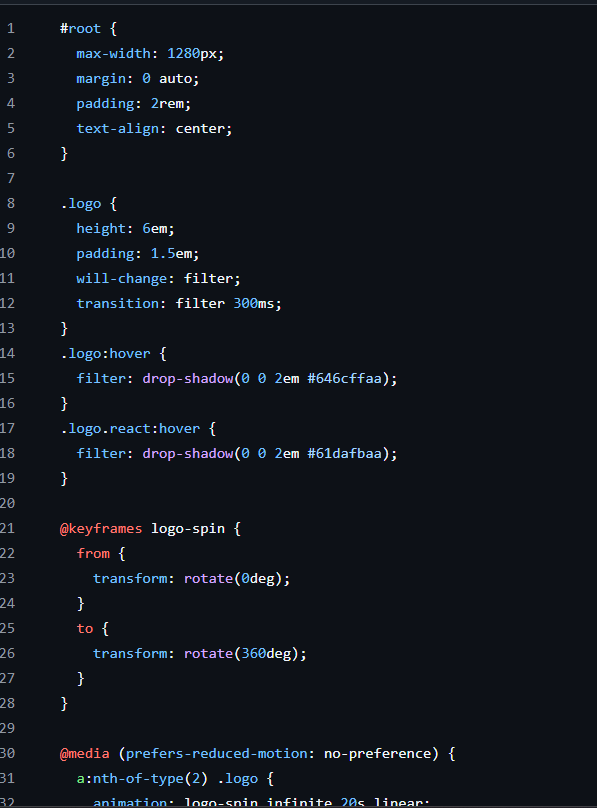 1 #root {
2   max-width: 1280px;
3   margin: 0 auto;
4   padding: 2rem;
5   text-align: center;
6 }
7
8 .logo {
9   height: 6em;
10   padding: 1.5em;
11   will-change: filter;
12   transition: filter 300ms;
13 }
14 .logo:hover {
15   filter: drop-shadow(0 0 2em #646cffaa);
16 }
17 .logo.react:hover {
18   filter: drop-shadow(0 0 2em #61dafbaa);
19 }
20
21 @keyframes logo-spin {
22   from {
23     transform: rotate(0deg);
24   }
25   to {
26     transform: rotate(360deg);
27   }
28 }
29
30 @media (prefers-reduced-motion: no-preference) {
31   a:nth-of-type(2) .logo {
32     animation: logo-spin infinite 20s linear;